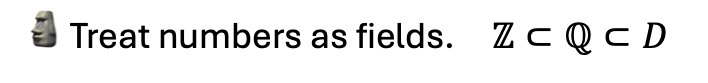 🗿 Treat numbers as fields. ℤ ⊂ ℚ ⊂ 𝐷